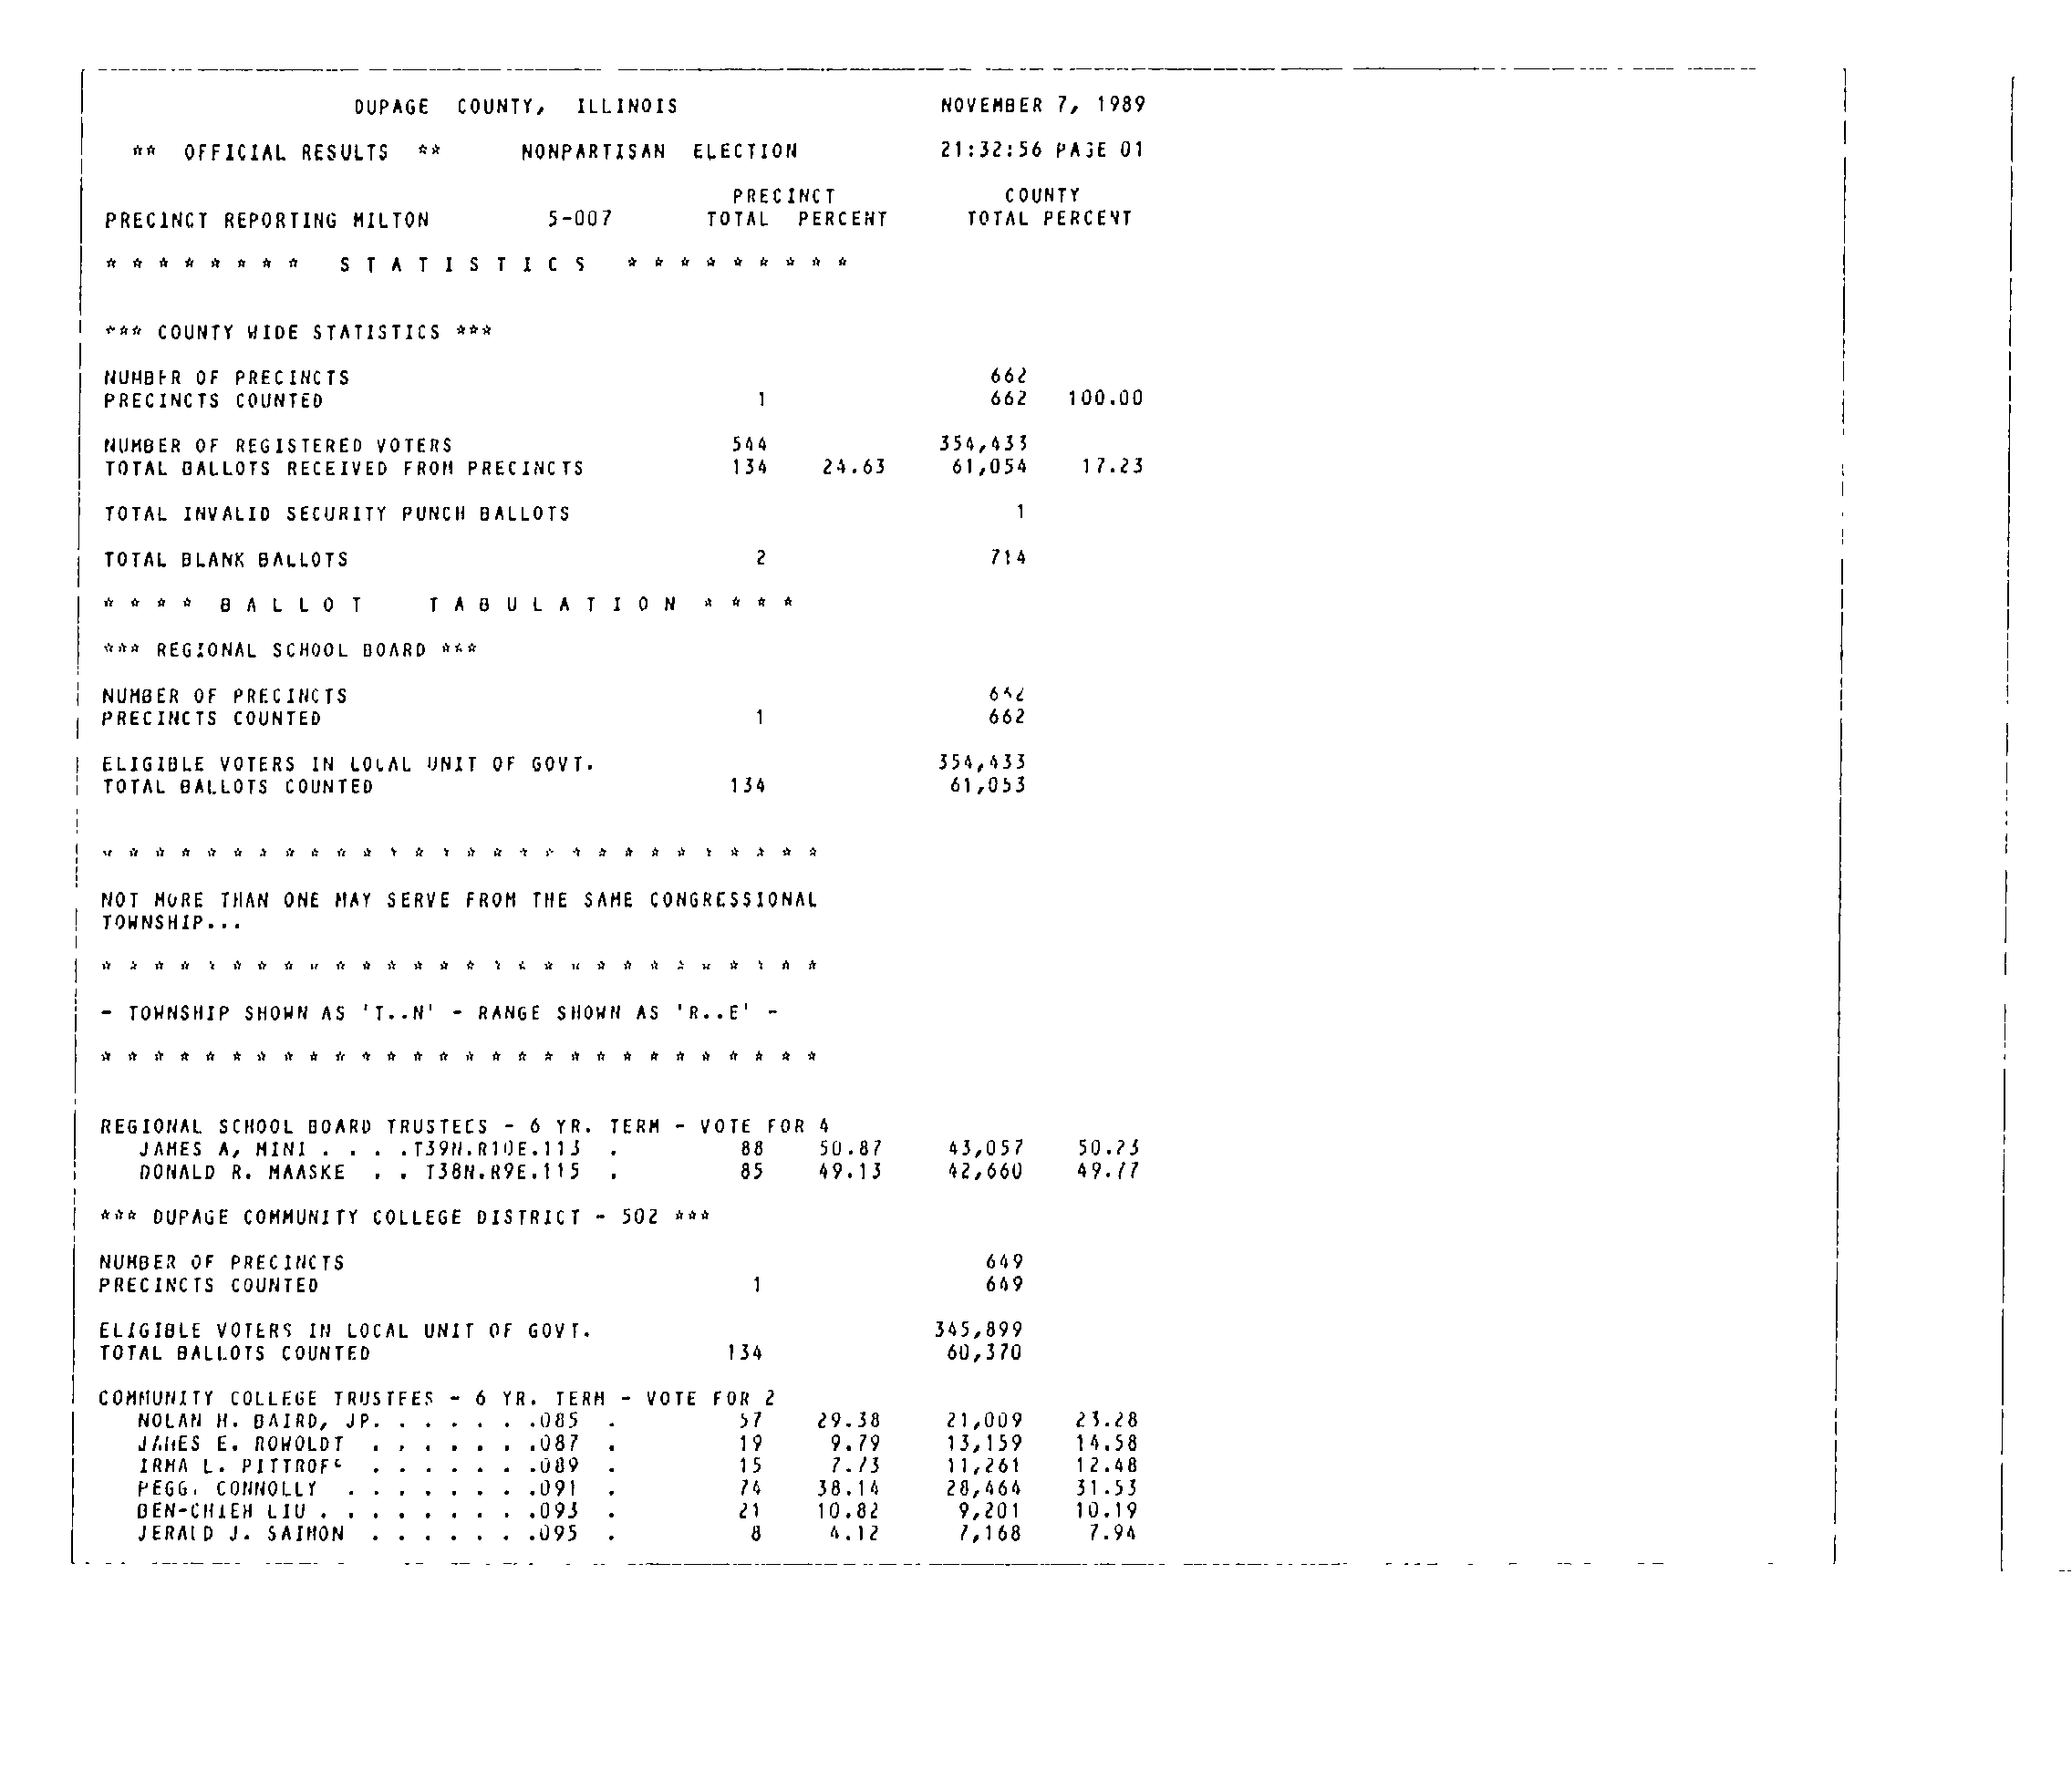 DUPAGE COUNTY, ILLINOIS NOVEMBER 7, 1989
** OFFICIAL RESULTS ** NONPARTISAN ELECTION 21:32:56 PAGE 01
PRECINCT COUNTY
PRECINCT REPORTING MILTON 5-007 TOTAL PERCENT TOTAL PERCENT
* * * * * * * * S T A T I S T I C S * * * * * * * * *
*** COUNTY WIDE STATISTICS ***
NUMBER OF PRECINCTS 662
PRECINCTS COUNTED 1 662 100.00
NUMBER OF REGISTERED VOTERS 544 354,433
TOTAL BALLOTS RECEIVED FROM PRECINCTS 134 24.63 61,054 17.23
TOTAL INVALID SECURITY PUNCH BALLOTS 1
TOTAL BLANK BALLOTS 2 714
* * * * B A L L O T T A B U L A T I O N * * * *
*** REGIONAL SCHOOL BOARD ***
NUMBER OF PRECINCTS 662
PRECINCTS COUNTED 1 662
ELIGIBLE VOTERS IN LOCAL UNIT OF GOVT. 354,433
TOTAL BALLOTS COUNTED 134 61,053
* * * * * * * * * * * * * * * * * * * * * * * * * * * *
NOT MORE THAN ONE MAY SERVE FROM THE SAME CONGRESSIONAL
TOWNSHIP...
* * * * * * * * * * * * * * * * * * * * * * * * * * * *
- TOWNSHIP SHOWN AS 'T..N' - RANGE SHOWN AS 'R..E' -
* * * * * * * * * * * * * * * * * * * * * * * * * * * *
REGIONAL SCHOOL BOARD TRUSTEES - 6 YR. TERM - VOTE FOR 4
JAMES A, MINI . . . .T39N.R10E.113 . 88 50.87 43,057 50.23
DONALD R. MAASKE . . T38N.R9E.115 . 85 49.13 42,660 49.77
*** DUPAGE COMMUNITY COLLEGE DISTRICT - 502 ***
NUMBER OF PRECINCTS 649
PRECINCTS COUNTED 1 649
ELIGIBLE VOTERS IN LOCAL UNIT OF GOVT. 345,899
TOTAL BALLOTS COUNTED 134 60,370
COMMUNITY COLLEGE TRUSTEES - 6 YR. TERM - VOTE FOR 2
NOLAN H. BAIRD, JR. . . . . . .085 . 57 29.38 21,009 23.28
JAMES E. ROWOLDT . . . . . . .087 . 19 9.79 13,159 14.58
IRMA L. PITTROFF . . . . . . .089 . 15 7.73 11,261 12.48
PEGGY CONNOLLY . . . . . . . .091 . 74 38.14 28,464 31.53
BEN-CHIEH LIU . . . . . . . . .093 . 21 10.82 9,201 10.19
JERALD J. SAIMON . . . . . . .095 . 8 4.12 7,168 7.94